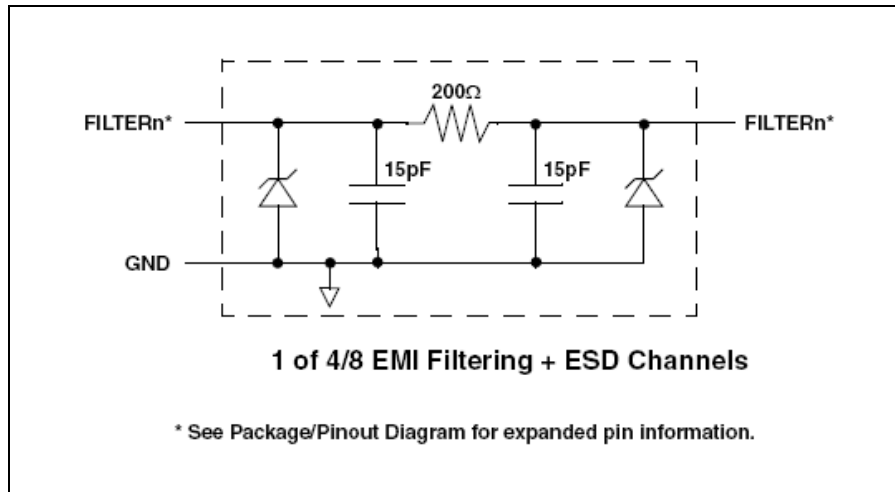 200Ω
FILTERn*
FILTERn*
15pF
15pF
GND
1 of 4/8 EMI Filtering + ESD Channels
* See Package/Pinout Diagram for expanded pin information.